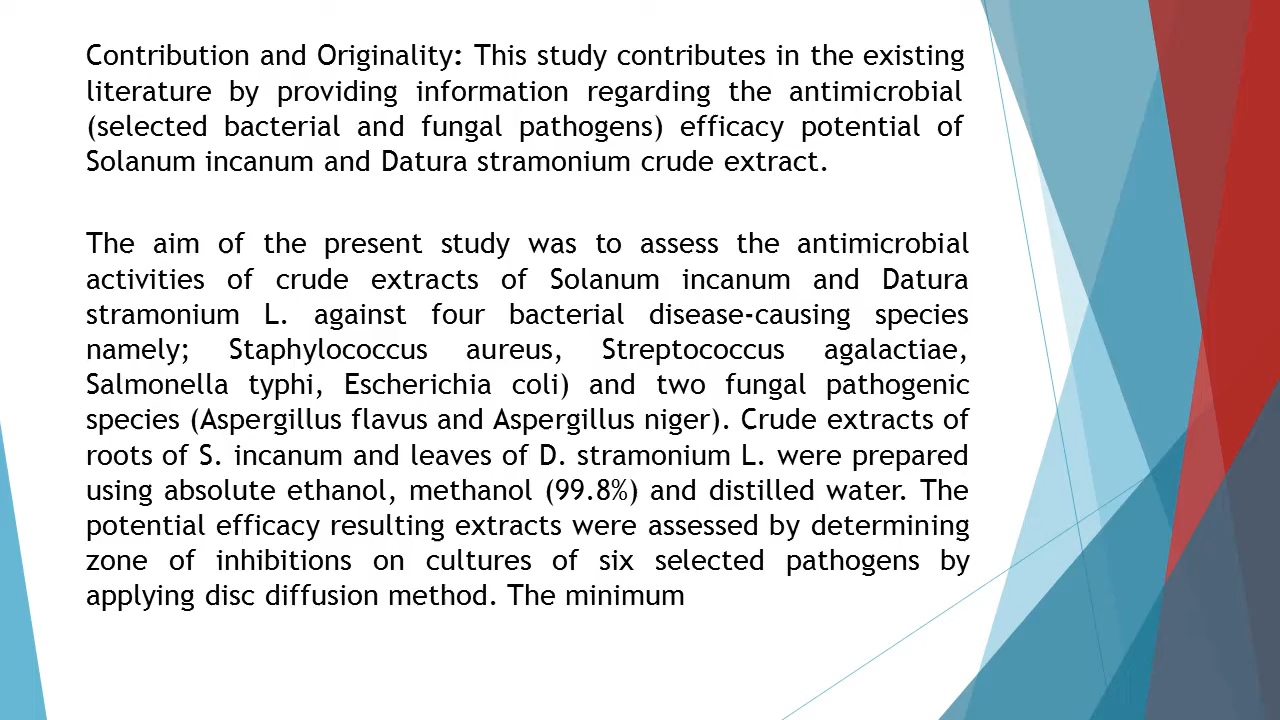 Contribution and Originality: This study contributes in the existing
literature by providing information regarding the antimicrobial
(selected bacterial and fungal pathogens) efficacy potential of
Solanum incanum and Datura stramonium crude extract.
The aim of the present study was to assess the antimicrobial
activities of crude extracts of Solanum incanum and Datura
stramonium L. against four bacterial disease-causing species
namely; Staphylococcus aureus, Streptococcus agalactiae,
Salmonella typhi, Escherichia coli) and two fungal pathogenic
species (Aspergillus flavus and Aspergillus niger). Crude extracts of
roots of S. incanum and leaves of D. stramonium L. were prepared
using absolute ethanol, methanol (99.8%) and distilled water. The
potential efficacy resulting extracts were assessed by determining
zone of inhibitions on cultures of six selected pathogens by
applying disc diffusion method. The minimum